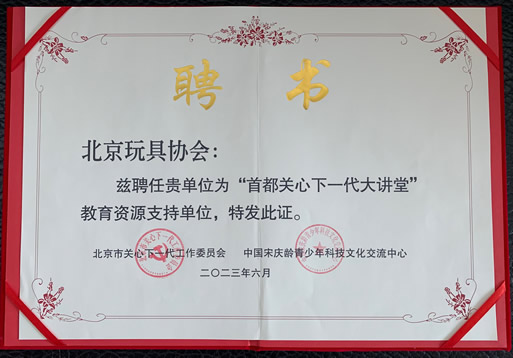 聘书
北京玩具协会：
兹聘任贵单位为“首都关心下一代大讲堂”
教育资源支持单位，特发此证。
北京市关心下一代工作委员会 中国宋庆龄青少年科技文化交流中心
二〇二三年六月